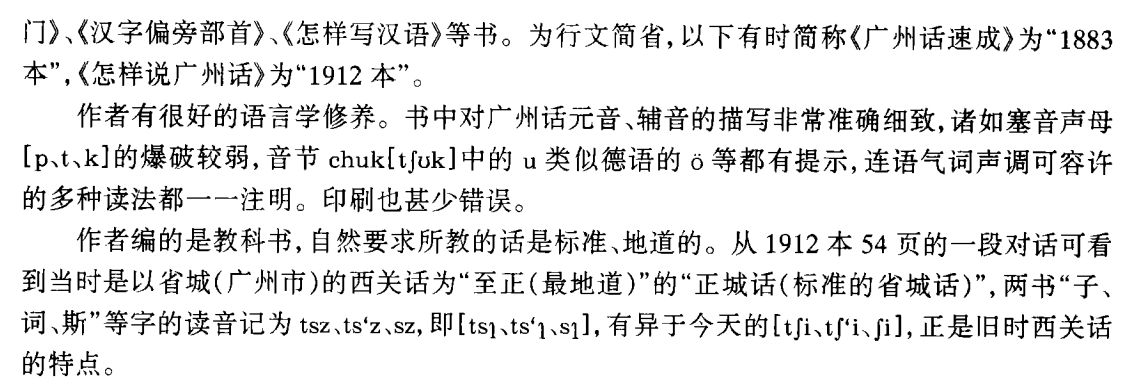 门》、《汉字偏旁部首》、《怎样写汉语》等书。为行文简省,以下有时简称《广州话速成》为“1883
本”,《怎样说广州话》为“1912 本”。
作者有很好的语言学修养。书中对广州话元音、辅音的描写非常准确细致,诸如塞音声母
[p、t、k]的爆破较弱,音节 chuk[tʃʊk]中的 u 类似德语的 ö 等都有提示,连语气词声调可容许
的多种读法都一一注明。印刷也甚少错误。
作者编的是教科书,自然要求所教的话是标准、地道的。从 1912 本 54 页的一段对话可看
到当时是以省城(广州市)的西关话为“至正(最地道)”的“正城话(标准的省城话)”,两书“子、
词、斯”等字的读音记为 tsz、ts‘z、sz,即[tsɿ、ts‘ɿ、sɿ],有异于今天的[tʃi、tʃ‘i、ʃi],正是旧时西关话
的特点。